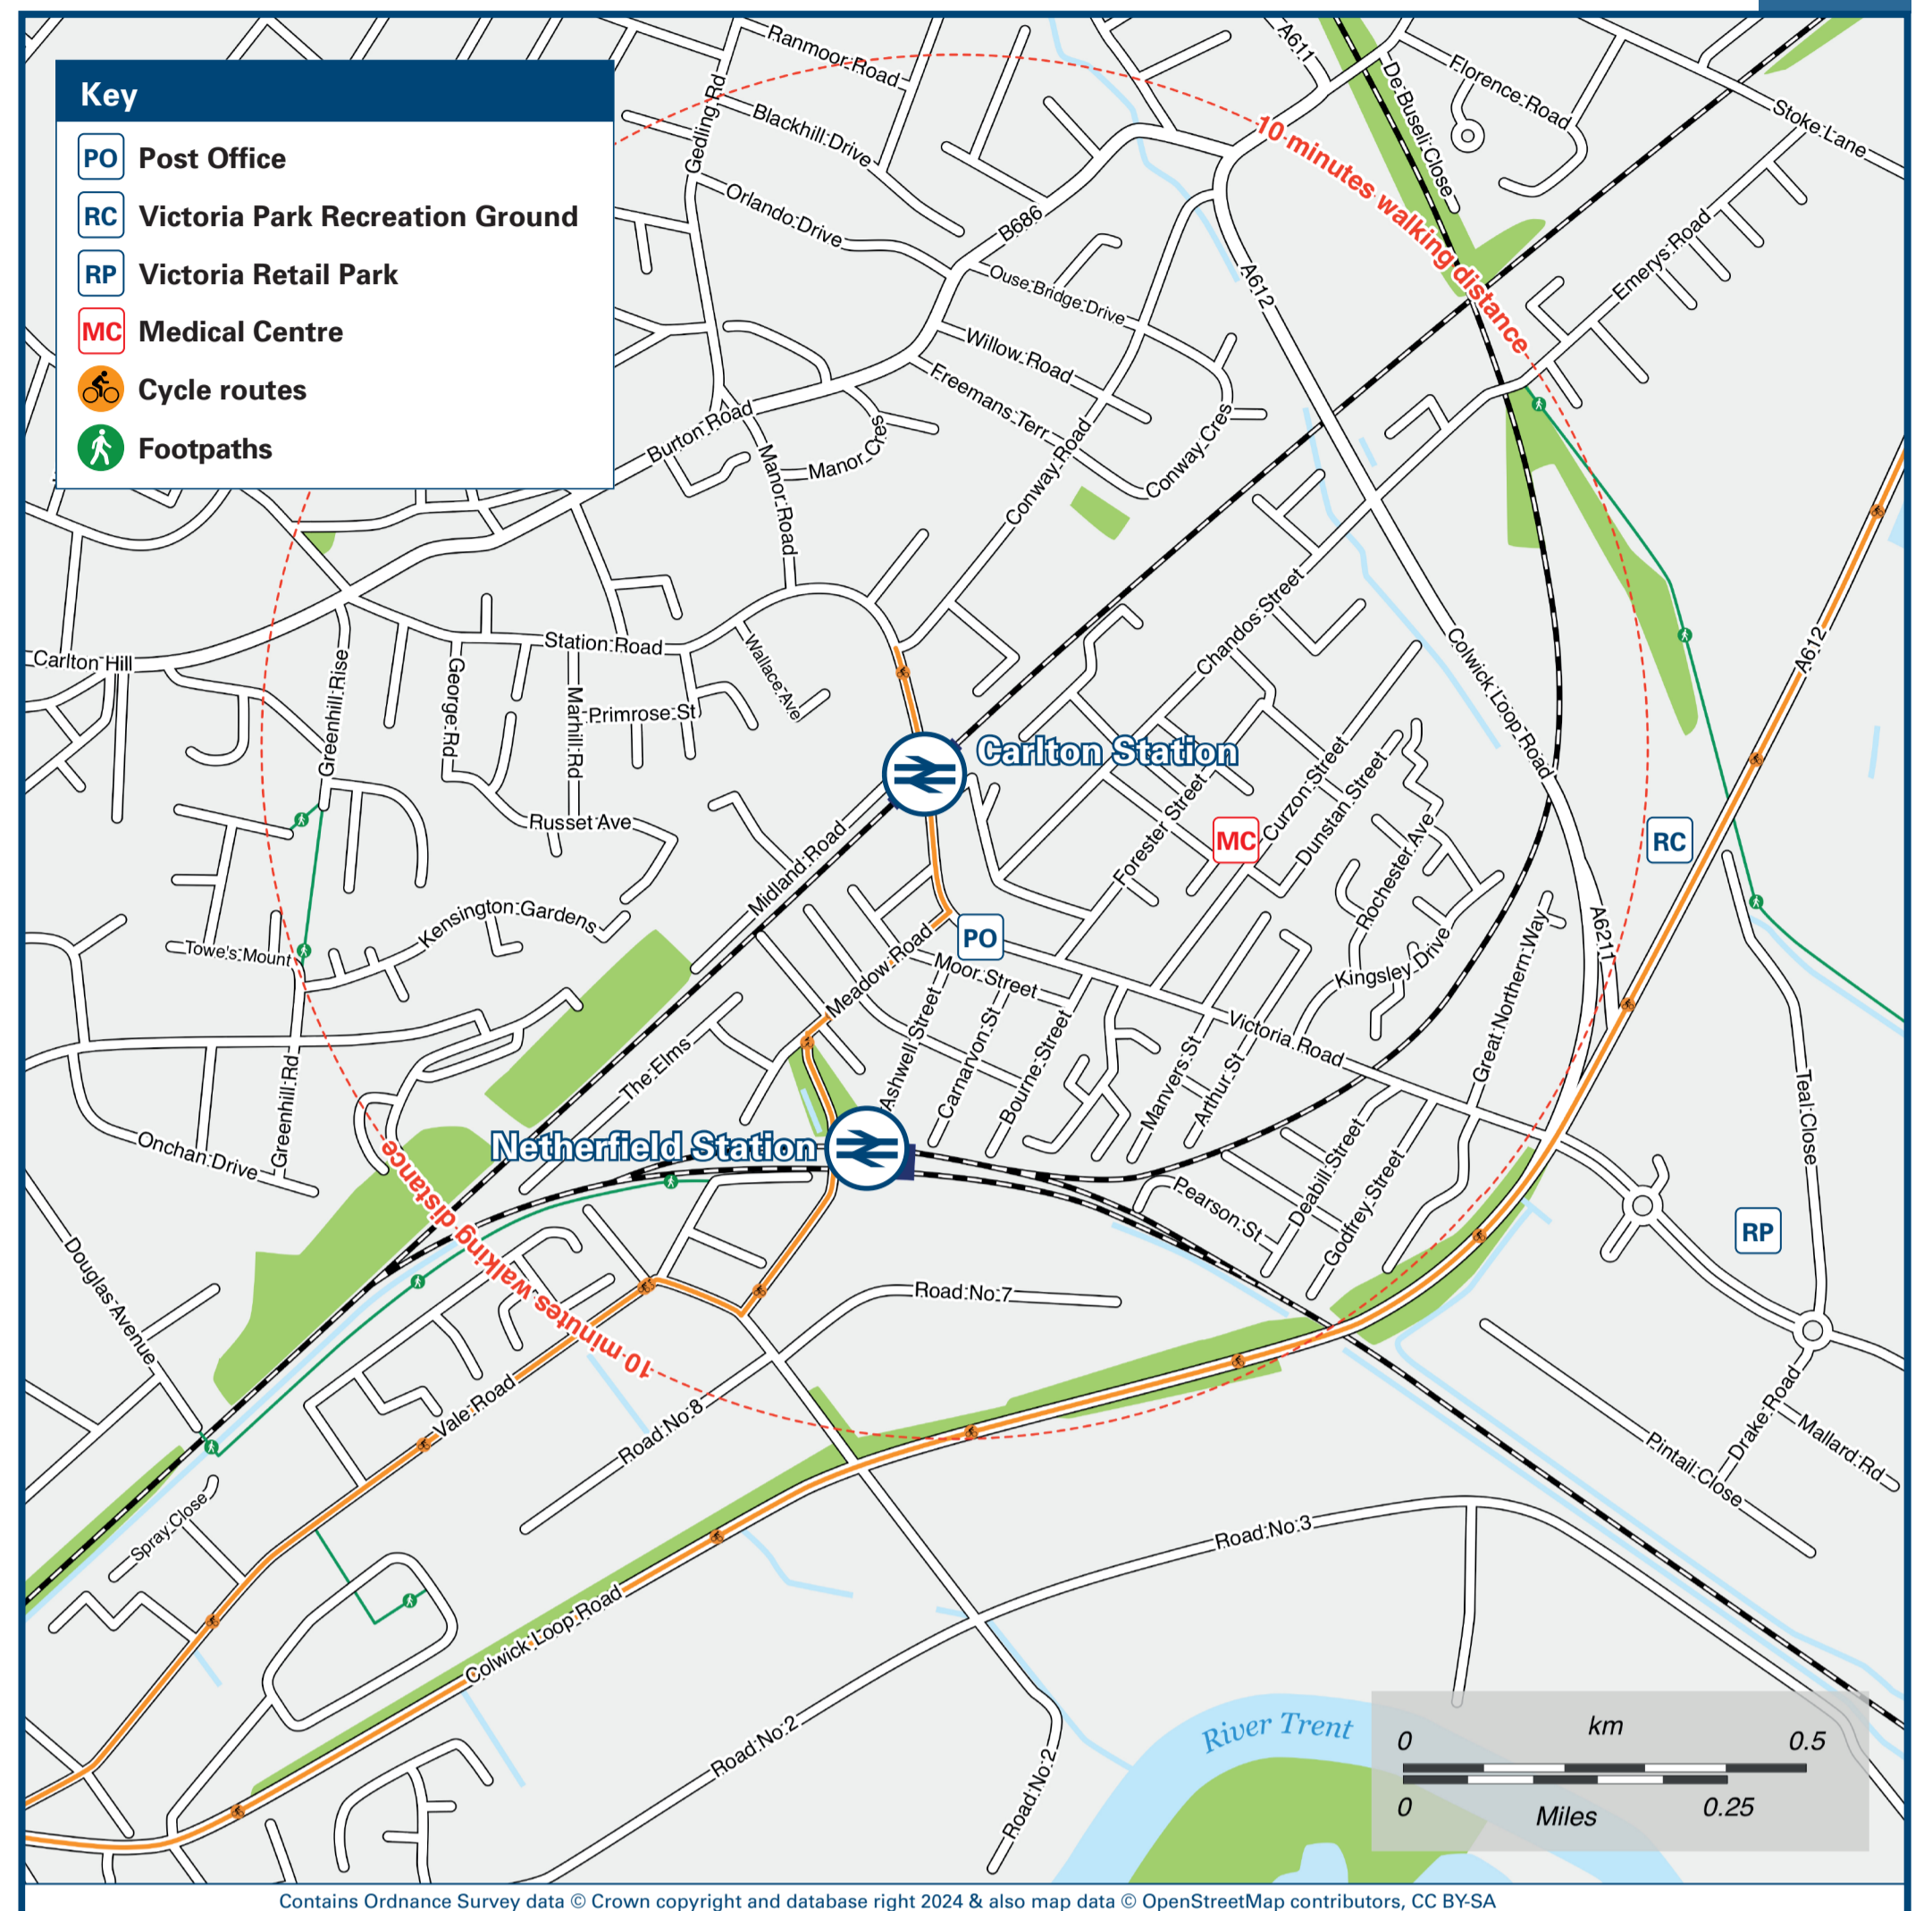 Key
PO Post Office
RC Victoria Park Recreation Ground
RP Victoria Retail Park
MC Medical Centre
Cycle routes
Footpaths
Ranmoor Road
Gedling Rd
Blackhill Drive
Orlando Drive
B686
A611
De Buseli Close
Florence Road
Stoke Lane
10 minutes walking distance
Emerys Road
A612
Ouse Bridge Drive
Willow Road
Freemans Terr
Conway Cres
Conway Road
Burton Road
Manor Cres
Manor Road
Carlton Hill
Station Road
Greenhill Rise
George Rd
Marhill Rd
Primrose St
Wallace Ave
Russet Ave
Chandos Street
Colwick Loop Road
A612
Carlton Station
Midland Road
Forester Street
MC
Curzon Street
Dunstan Street
Rochester Ave
RC
Kensington Gardens
Towe's Mount
Meadow Road
PO
Moor Street
Kingsley Drive
Great Northern Way
A6211
Victoria Road
Ashwell Street
Carnarvon St
Bourne Street
Manvers St
Arthur St
The Elms
Greenhill Rd
Onchan Drive
Netherfield Station
10 minutes walking distance
Pearson St
Deabill Street
Godfrey Street
Teal Close
RP
Douglas Avenue
Road No 7
Road No 8
Vale Road
Spray Close
Drake Road
Mallard Rd
Pintail Close
Road No 3
Colwick Loop Road
Road No 2
Road No 2
River Trent
km
0 0.5
0 0.25
Miles
Contains Ordnance Survey data © Crown copyright and database right 2024 & also map data © OpenStreetMap contributors, CC BY-SA